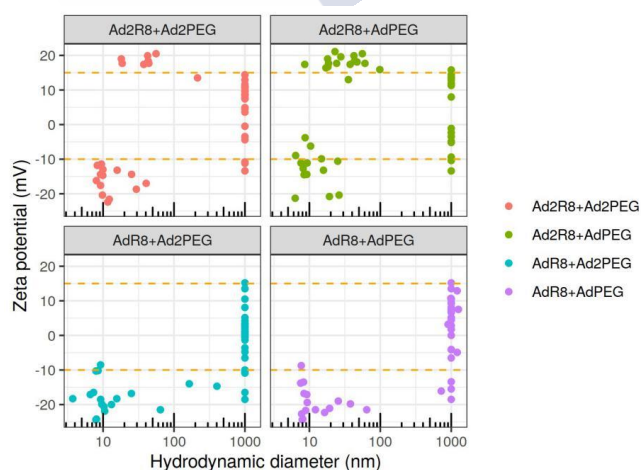 Ad2R8+Ad2PEG
Ad2R8+AdPEG
20
10
0
-10
-20
AdR8+Ad2PEG
AdR8+AdPEG
20
10
0
-10
-20
10
100
1000
10
100
1000
Zeta potential (mV)
Hydrodynamic diameter (nm)
Ad2R8+Ad2PEG
Ad2R8+AdPEG
AdR8+Ad2PEG
AdR8+AdPEG